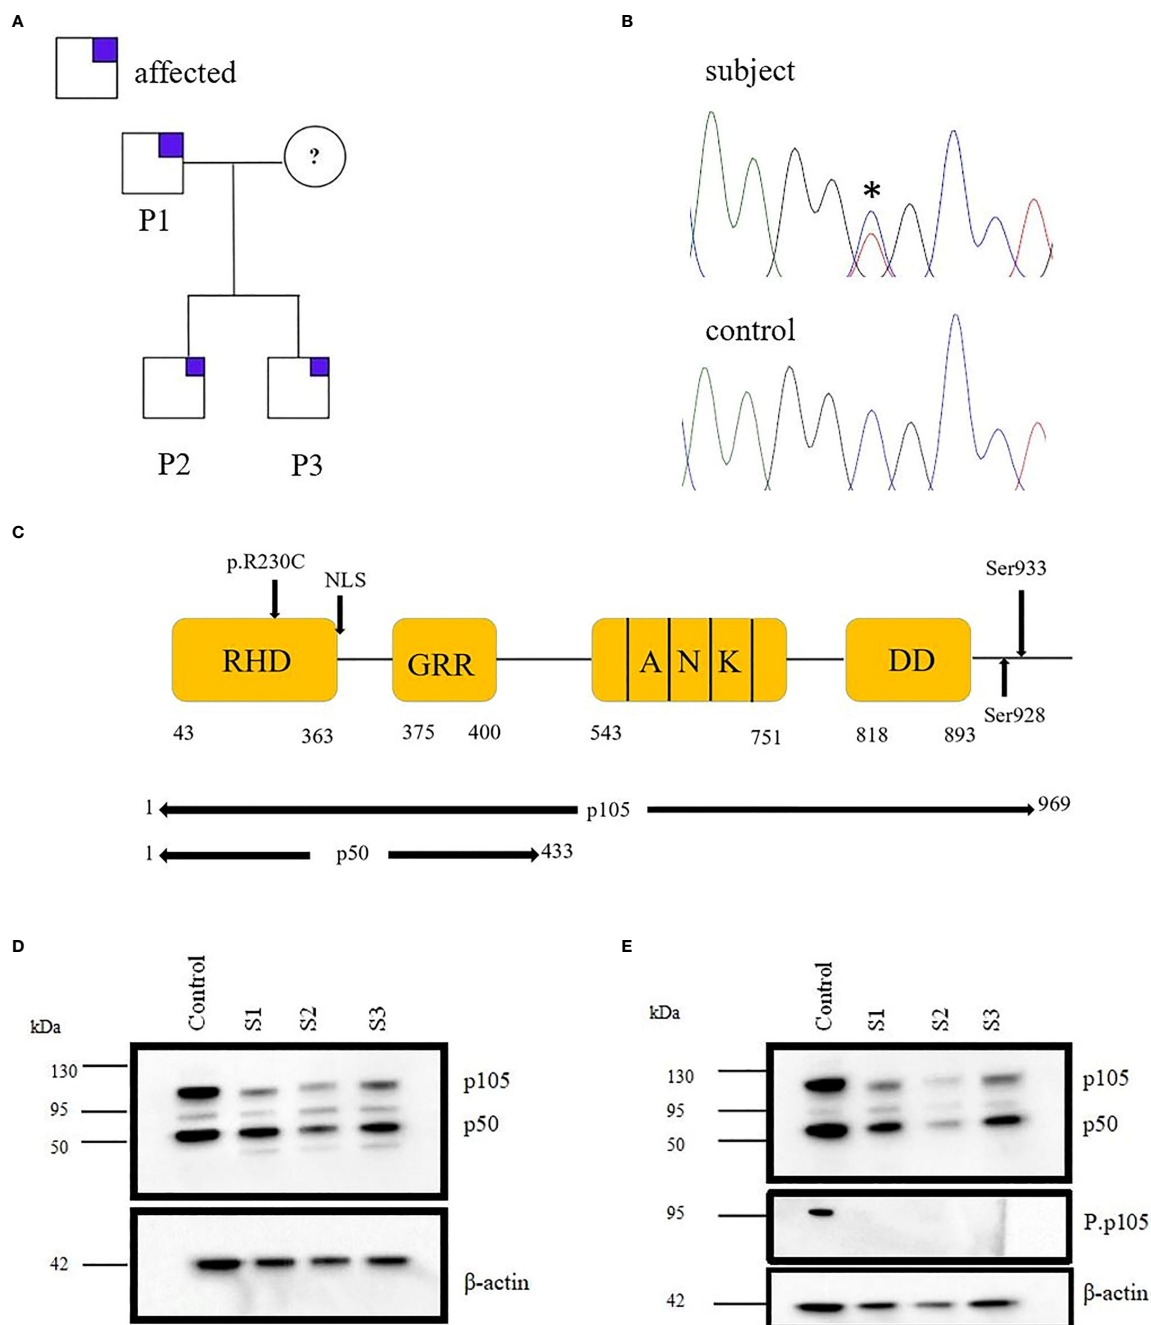 A
affected
?
P1
P2 P3
B
subject
*
control
C
p.R230C
NLS
Ser933
RHD GRR A N K DD
Ser928
43 363 375 400 543 751 818 893
1 p105 969
1 p50 433
D
Control S1 S2 S3
kDa
130
95
50
p105
p50
42
β-actin
E
Control S1 S2 S3
kDa
130
95
50
p105
p50
95
P.p105
42
β-actin